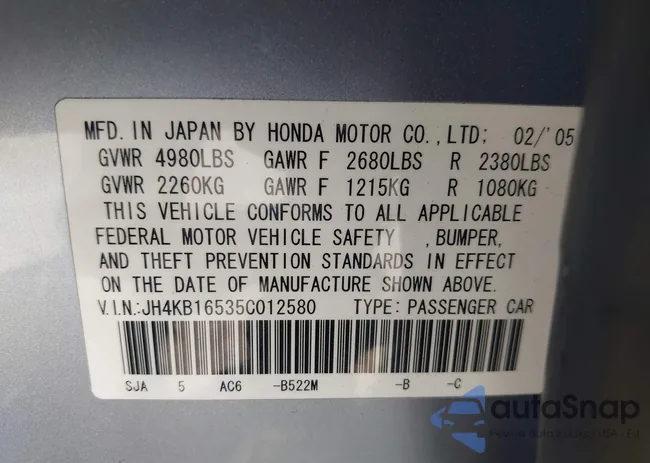 MFD. IN JAPAN BY HONDA MOTOR CO., LTD; 02/'05
GVWR 4980LBS GAWR F 2680LBS R 2380LBS
GVWR 2260KG GAWR F 1215KG R 1080KG
THIS VEHICLE CONFORMS TO ALL APPLICABLE
FEDERAL MOTOR VEHICLE SAFETY , BUMPER,
AND THEFT PREVENTION STANDARDS IN EFFECT
ON THE DATE OF MANUFACTURE SHOWN ABOVE.
V.I.N.:JH4KB16535C012580 TYPE: PASSENGER CAR
SJA 5 AC6 -B522M -B -C
autoSnap